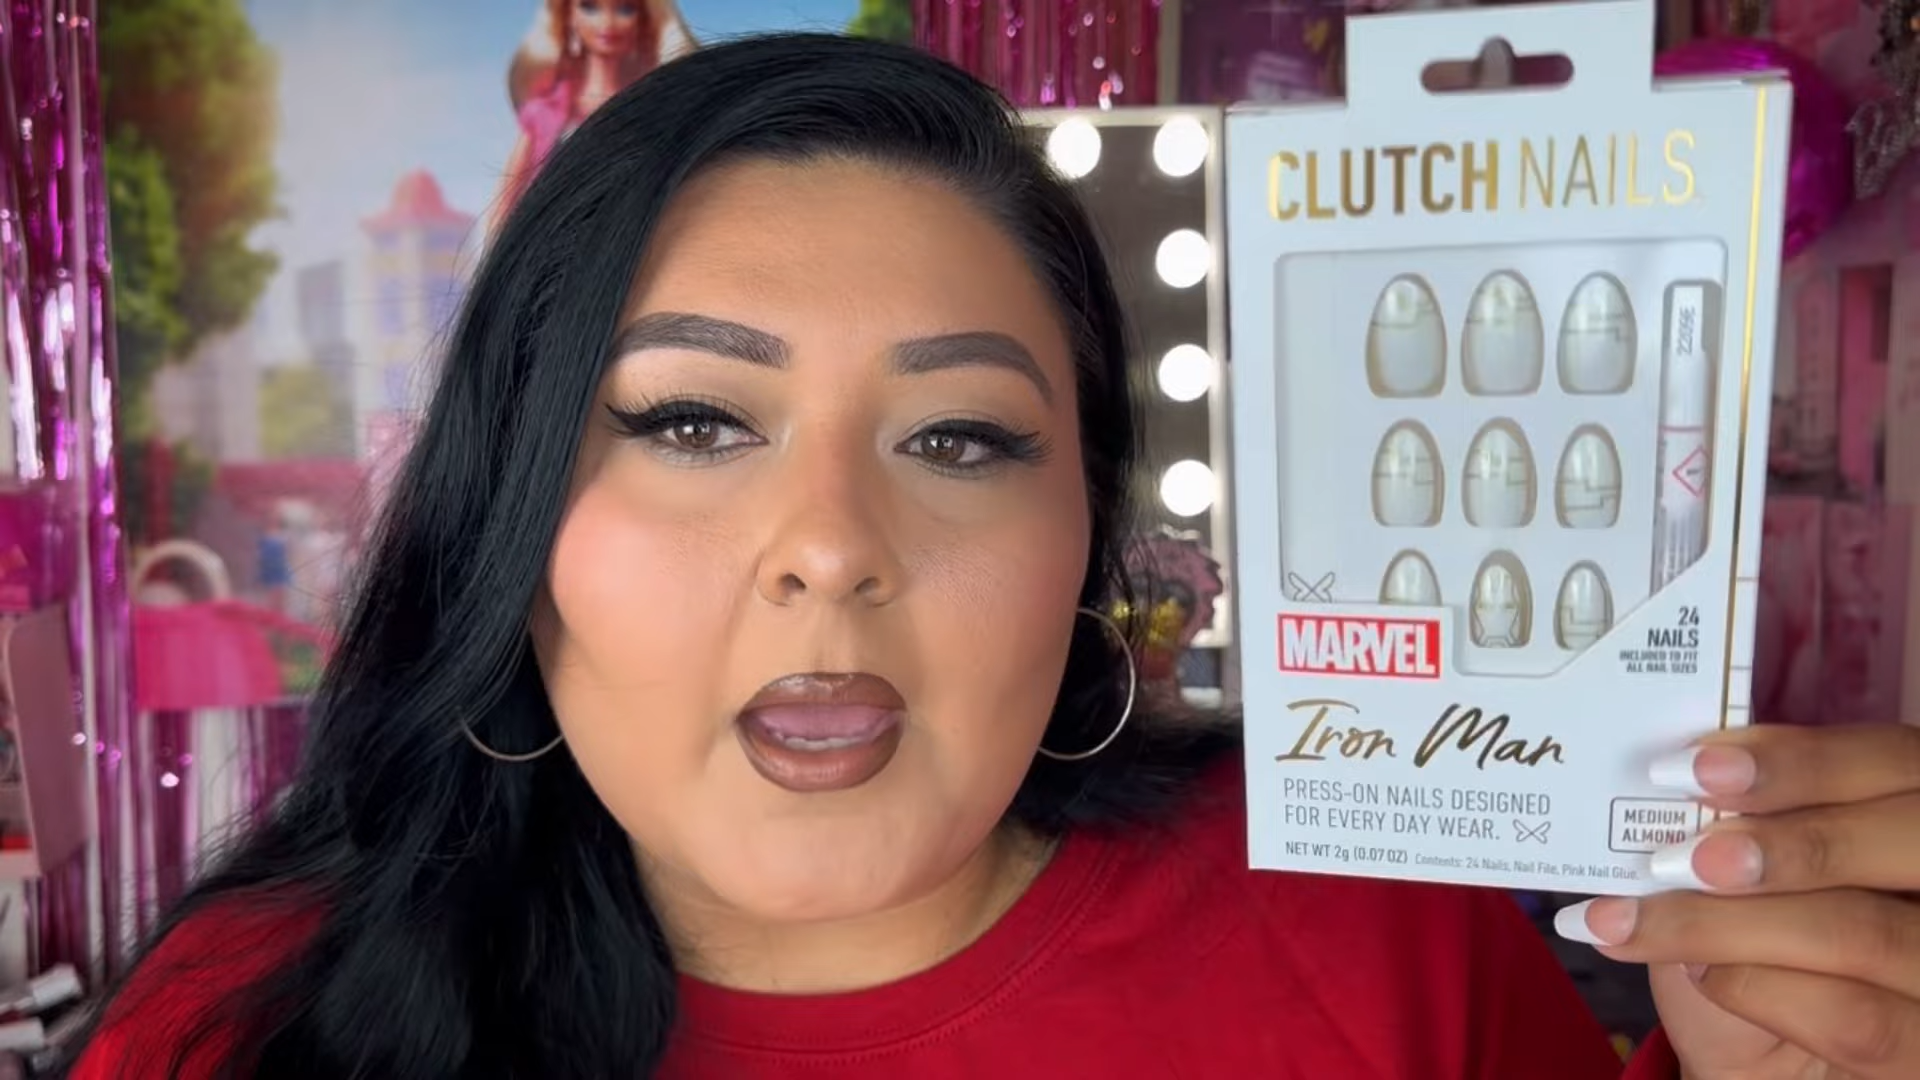 CLUTCH NAILS
2209E
MARVEL
24
NAILS
INCLUDED TO FIT
ALL NAIL SIZES
Iron Man
PRESS-ON NAILS DESIGNED
FOR EVERY DAY WEAR.
MEDIUM
ALMOND
NET WT 2g (0.07 OZ) Contents: 24 Nails, Nail File, Pink Nail Glue,